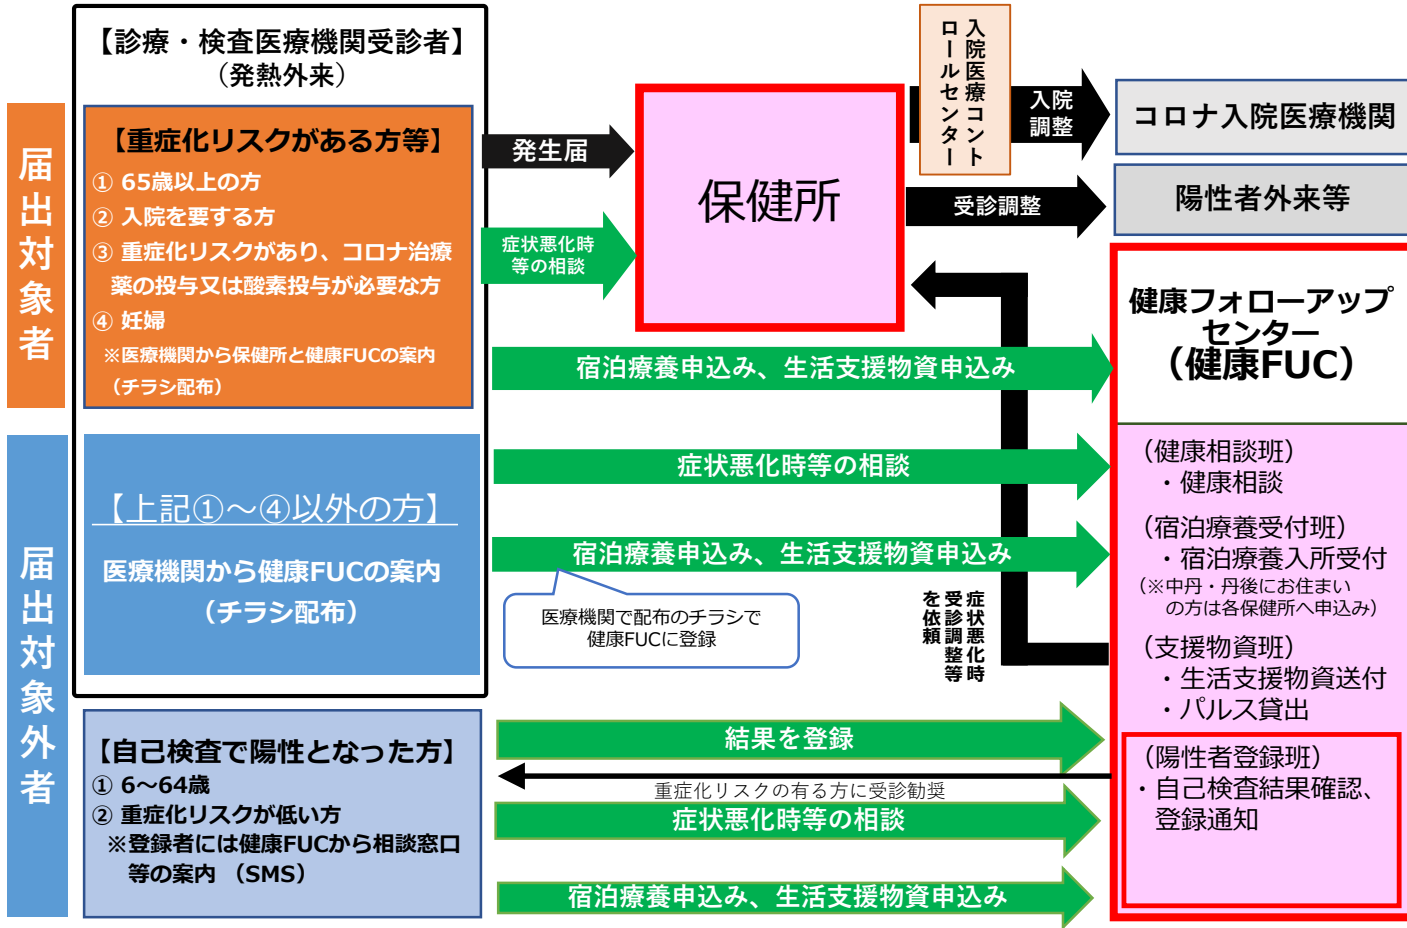 届出対象者
届出対象外者
【診療・検査医療機関受診者】
（発熱外来）
【重症化リスクがある方等】
① 65歳以上の方
② 入院を要する方
③ 重症化リスクがあり、コロナ治療
薬の投与又は酸素投与が必要な方
④ 妊婦
※医療機関から保健所と健康FUCの案内
（チラシ配布）
【上記①～④以外の方】
医療機関から健康FUCの案内
（チラシ配布）
【自己検査で陽性となった方】
① 6～64歳
② 重症化リスクが低い方
※登録者には健康FUCから相談窓口
等の案内 （SMS）
発生届
症状悪化時
等の相談
保健所
入院医療コント
ロールセンター
入院
調整
受診調整
コロナ入院医療機関
陽性者外来等
宿泊療養申込み、生活支援物資申込み
症状悪化時等の相談
宿泊療養申込み、生活支援物資申込み
医療機関で配布のチラシで
健康FUCに登録
症状悪化時
受診調整等
を依頼
結果を登録
重症化リスクの有る方に受診勧奨
症状悪化時等の相談
宿泊療養申込み、生活支援物資申込み
健康フォローアップ
センター
（健康FUC）
（健康相談班）
・健康相談
（宿泊療養受付班）
・宿泊療養入所受付
（※中丹・丹後にお住まい
の方は各保健所へ申込み）
（支援物資班）
・生活支援物資送付
・パルス貸出
（陽性者登録班）
・自己検査結果確認、
登録通知